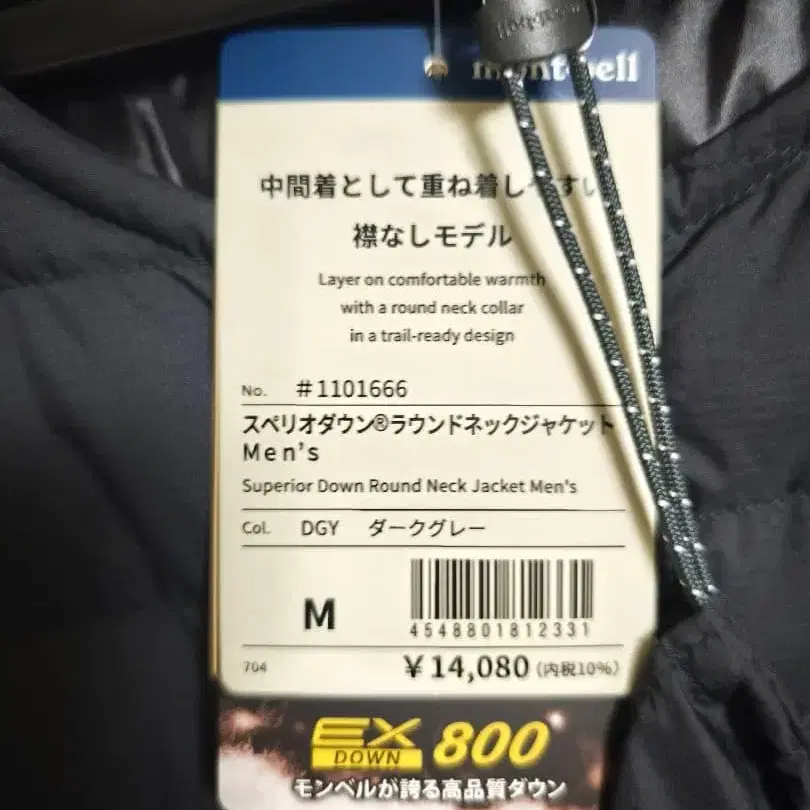 mont-bell
中間着として重ね着しやすい
襟なしモデル
Layer on comfortable warmth
with a round neck collar
in a trail-ready design
No. #1101666
スペリオダウン®ラウンドネックジャケット
Men's
Superior Down Round Neck Jacket Men's
Col. DGY ダークグレー
M
4548801812331
704 ¥14,080 (内税10%)
EX
DOWN 800
モンベルが誇る高品質ダウン